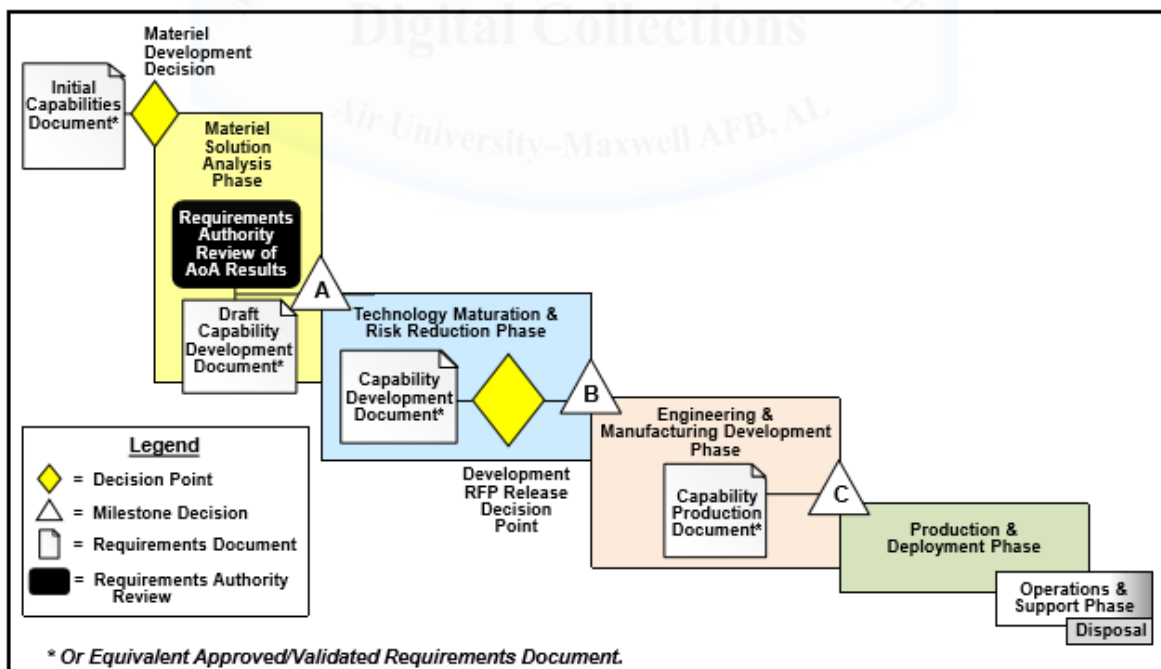 Digital Collections
Air University–Maxwell AFB, AL
Materiel
Development
Decision
Initial
Capabilities
Document*
Materiel
Solution
Analysis
Phase
Requirements
Authority
Review of
AoA Results
A
Draft
Capability
Development
Document*
Technology Maturation &
Risk Reduction Phase
Capability
Development
Document*
B
Development
RFP Release
Decision
Point
Engineering &
Manufacturing Development
Phase
Capability
Production
Document*
C
Production &
Deployment Phase
Operations &
Support Phase
Disposal
Legend
= Decision Point
= Milestone Decision
= Requirements Document
= Requirements Authority
Review
* Or Equivalent Approved/Validated Requirements Document.